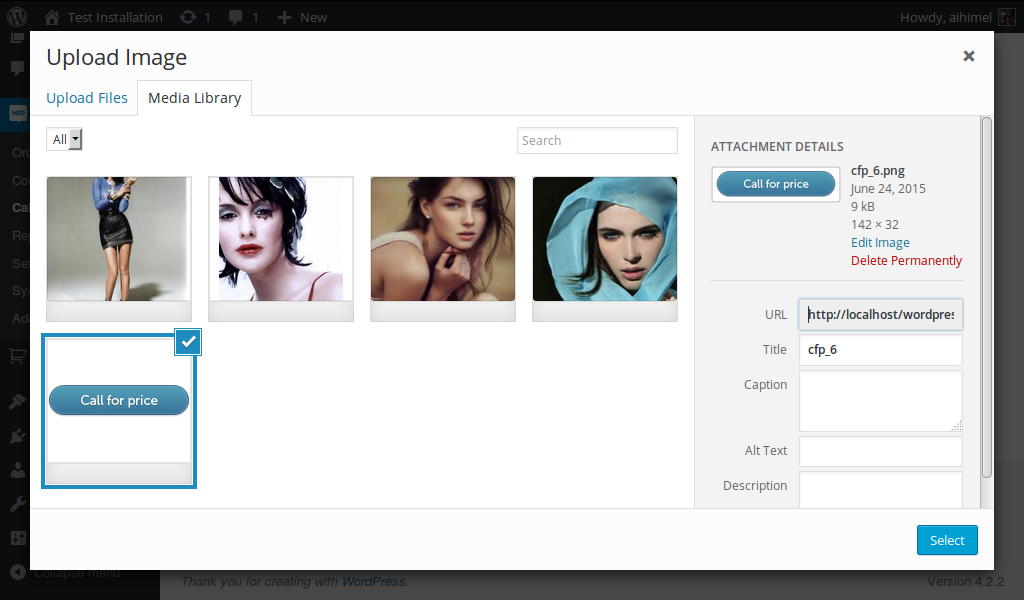 Test Installation 1 1 New Howdy, aihimel
Upload Image
Upload Files Media Library
All Search
ATTACHMENT DETAILS
Call for price cfp_6.png
June 24, 2015
9 kB
142 × 32
Edit Image
Delete Permanently
URL http://localhost/wordpres
Title cfp_6
Caption
Alt Text
Description
Call for price
Select
Collapse menu
Thank you for creating with WordPress. Version 4.2.2